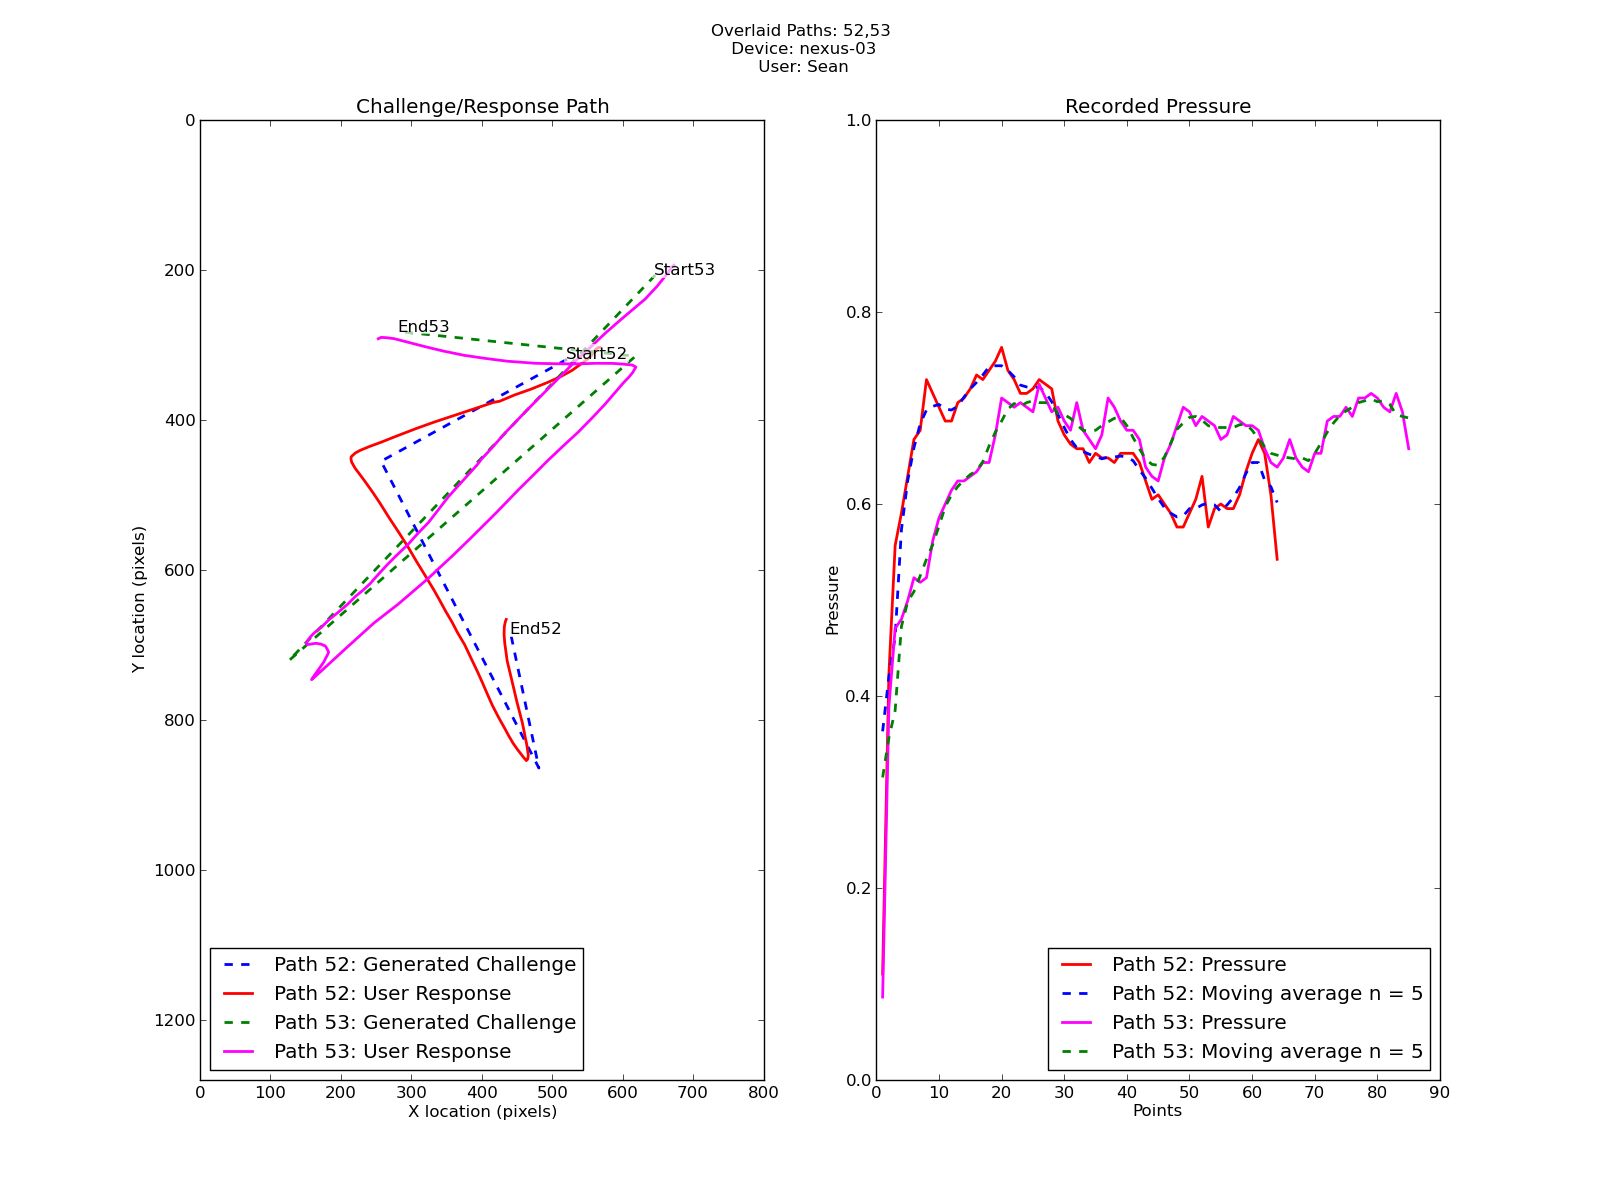 Overlaid Paths: 52,53
Device: nexus-03
User: Sean
Challenge/Response Path
0
200
400
600
800
1000
1200
Y location (pixels)
Start53
End53
Start52
End52
Path 52: Generated Challenge
Path 52: User Response
Path 53: Generated Challenge
Path 53: User Response
0 100 200 300 400 500 600 700 800
X location (pixels)
Recorded Pressure
1.0
0.8
0.6
0.4
0.2
0.0
Pressure
Path 52: Pressure
Path 52: Moving average n = 5
Path 53: Pressure
Path 53: Moving average n = 5
0 10 20 30 40 50 60 70 80 90
Points